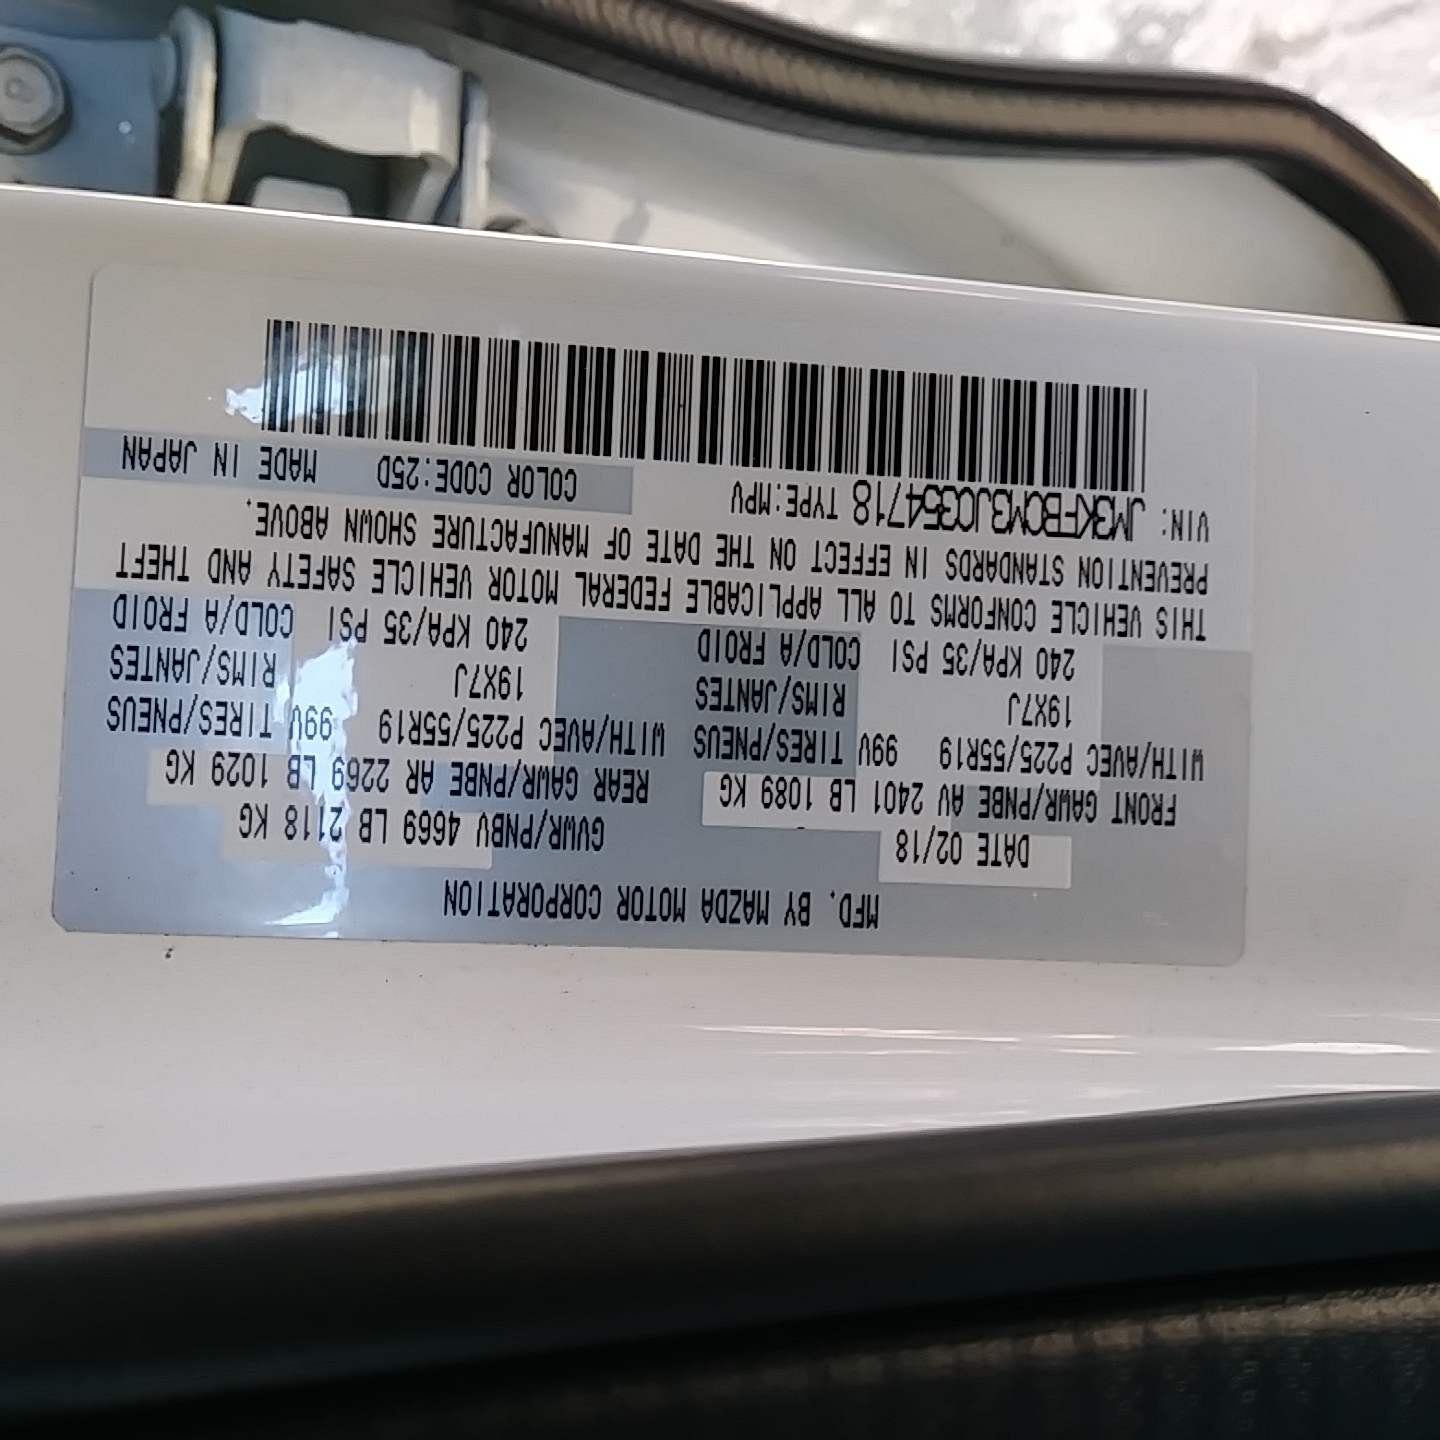 MFD. BY MAZDA MOTOR CORPORATION
DATE 02/18 GVWR/PNBV 4669 LB 2118 KG
FRONT GAWR/PNBE AV 2401 LB 1089 KG REAR GAWR/PNBE AR 2269 LB 1029 KG
WITH/AVEC P225/55R19 99V TIRES/PNEUS WITH/AVEC P225/55R19 99V TIRES/PNEUS
19X7J RIMS/JANTES 19X7J RIMS/JANTES
240 KPA/35 PSI COLD/A FROID 240 KPA/35 PSI COLD/A FROID
THIS VEHICLE CONFORMS TO ALL APPLICABLE FEDERAL MOTOR VEHICLE SAFETY AND THEFT
PREVENTION STANDARDS IN EFFECT ON THE DATE OF MANUFACTURE SHOWN ABOVE.
VIN: JM3KFBCM3J0354718 TYPE:MPV
COLOR CODE:25D MADE IN JAPAN